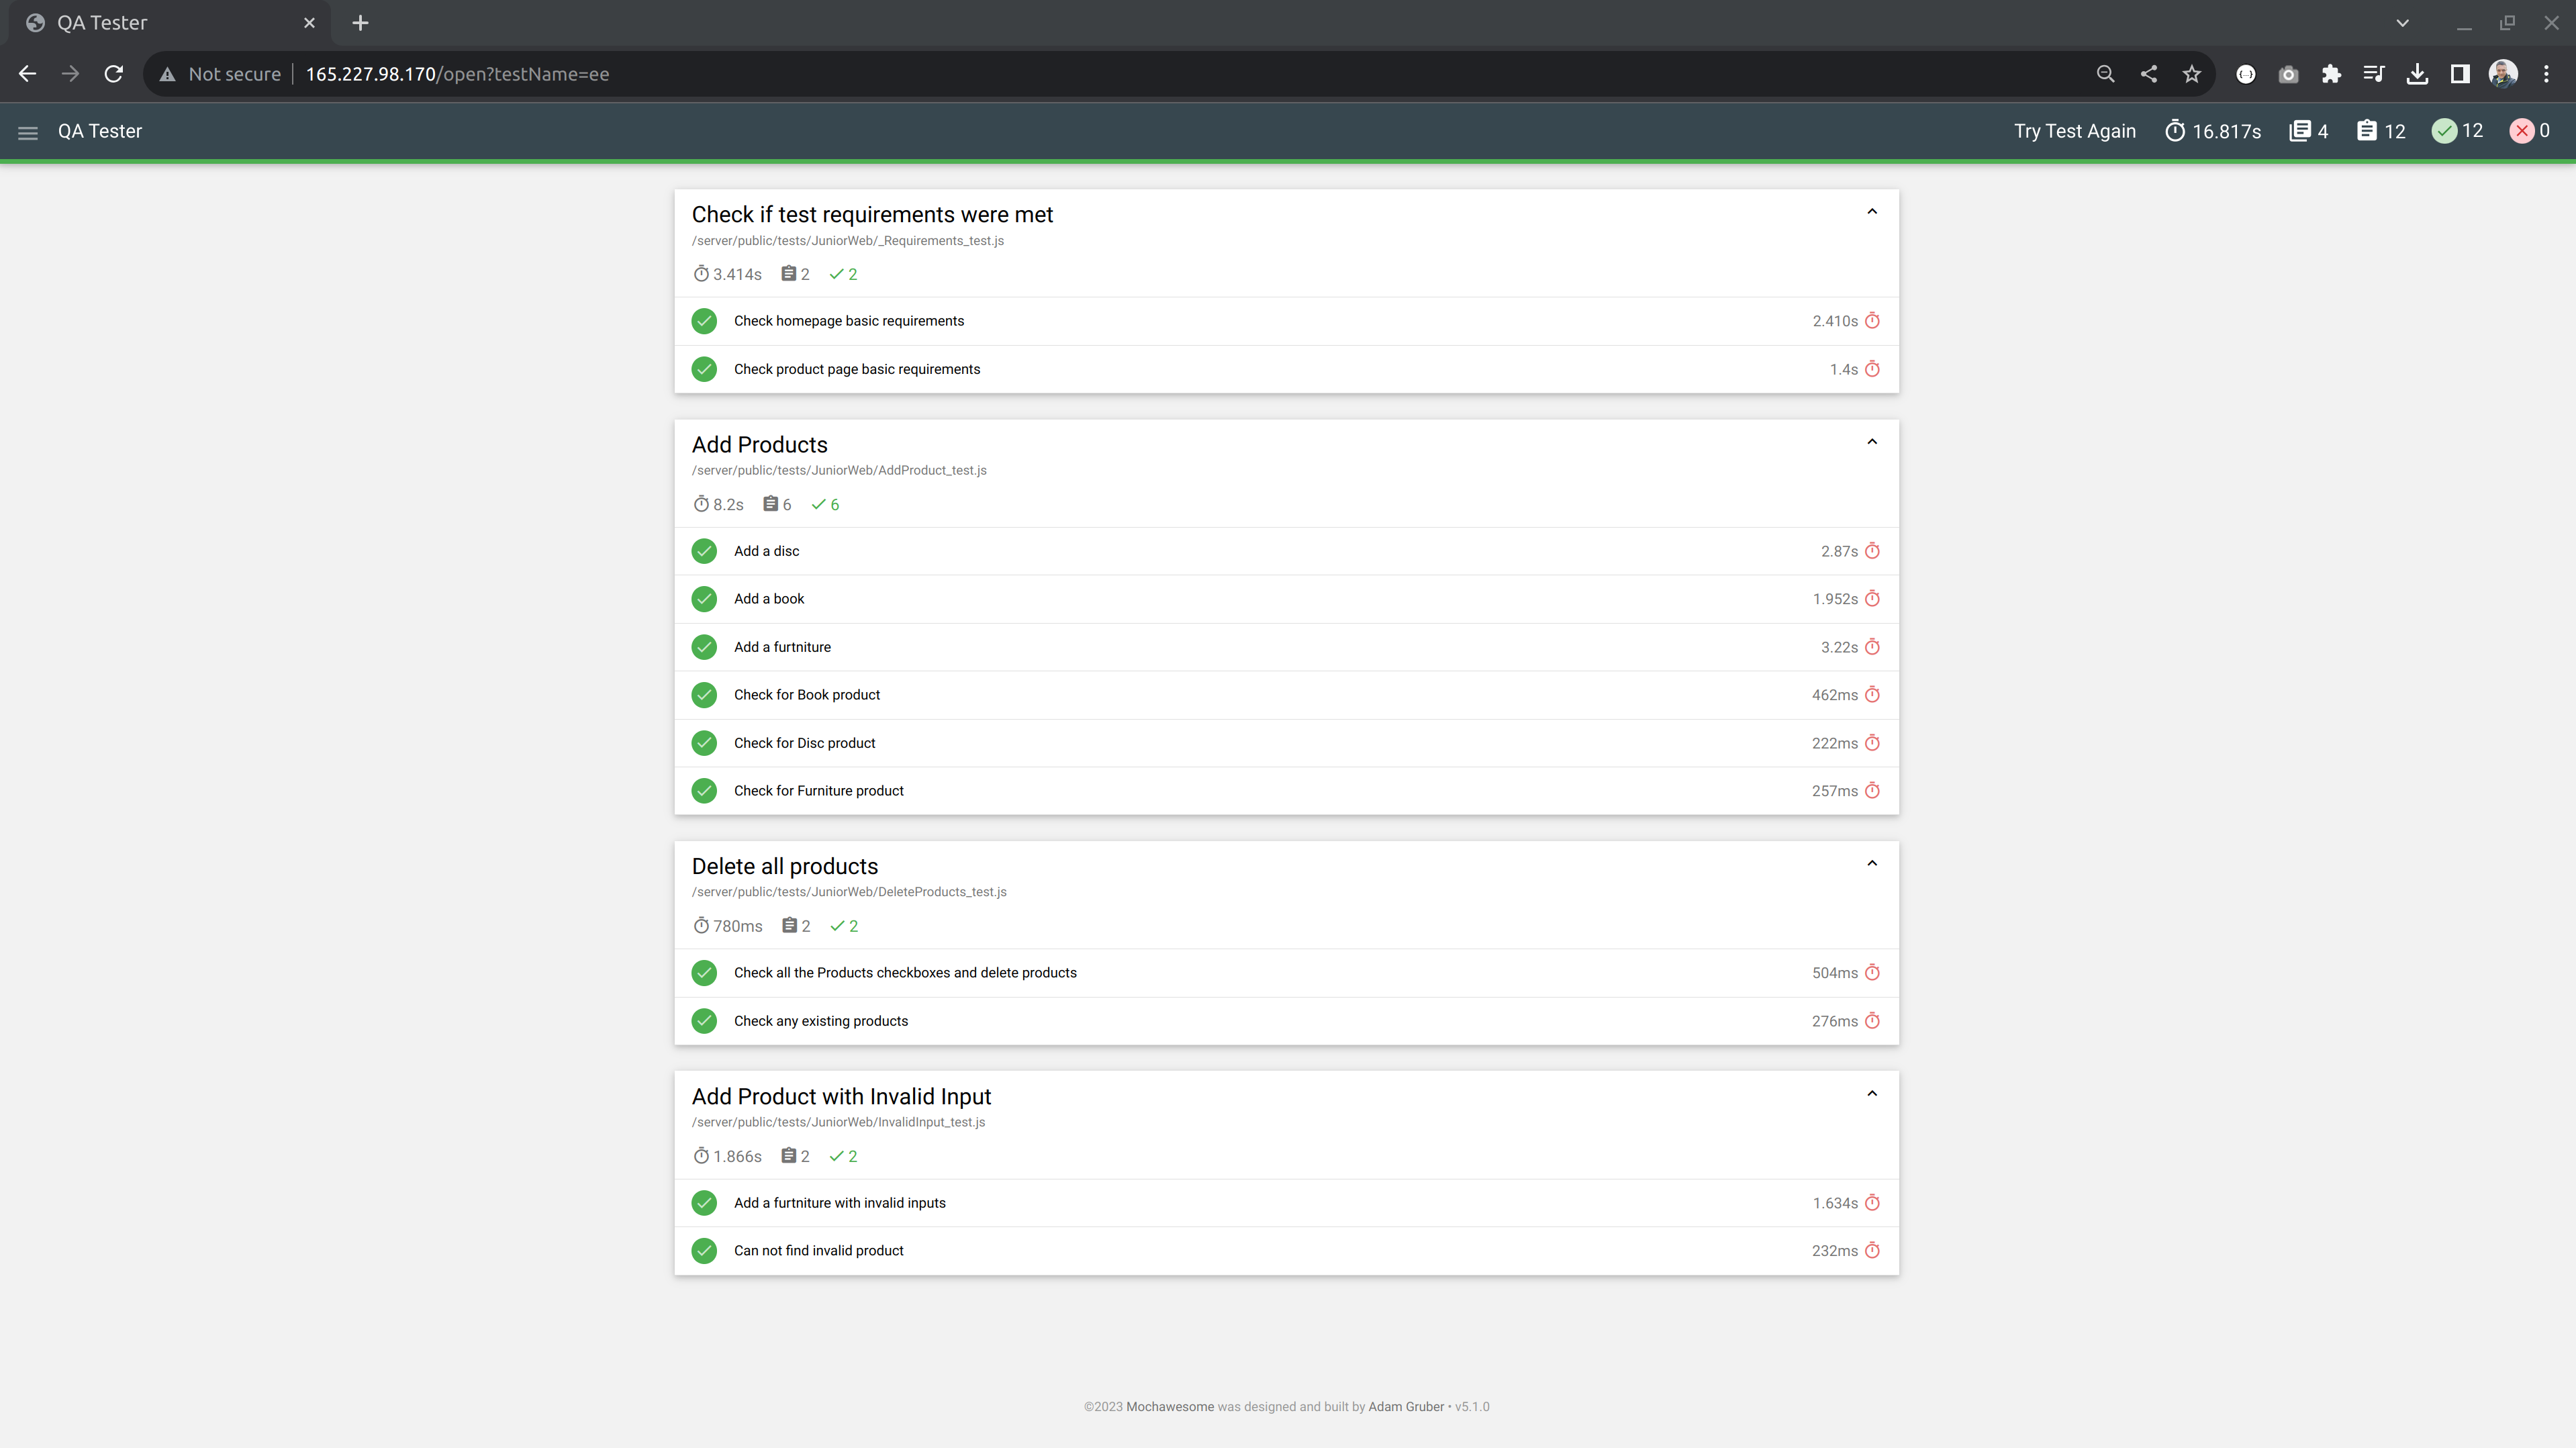 QA Tester
Not secure 165.227.98.170/open?testName=ee
QA Tester Try Test Again 16.817s 4 12 12 0
Check if test requirements were met
/server/public/tests/JuniorWeb/_Requirements_test.js
3.414s 2 2
Check homepage basic requirements 2.410s
Check product page basic requirements 1.4s
Add Products
/server/public/tests/JuniorWeb/AddProduct_test.js
8.2s 6 6
Add a disc 2.87s
Add a book 1.952s
Add a furtniture 3.22s
Check for Book product 462ms
Check for Disc product 222ms
Check for Furniture product 257ms
Delete all products
/server/public/tests/JuniorWeb/DeleteProducts_test.js
780ms 2 2
Check all the Products checkboxes and delete products 504ms
Check any existing products 276ms
Add Product with Invalid Input
/server/public/tests/JuniorWeb/InvalidInput_test.js
1.866s 2 2
Add a furtniture with invalid inputs 1.634s
Can not find invalid product 232ms
©2023 Mochawesome was designed and built by Adam Gruber • v5.1.0